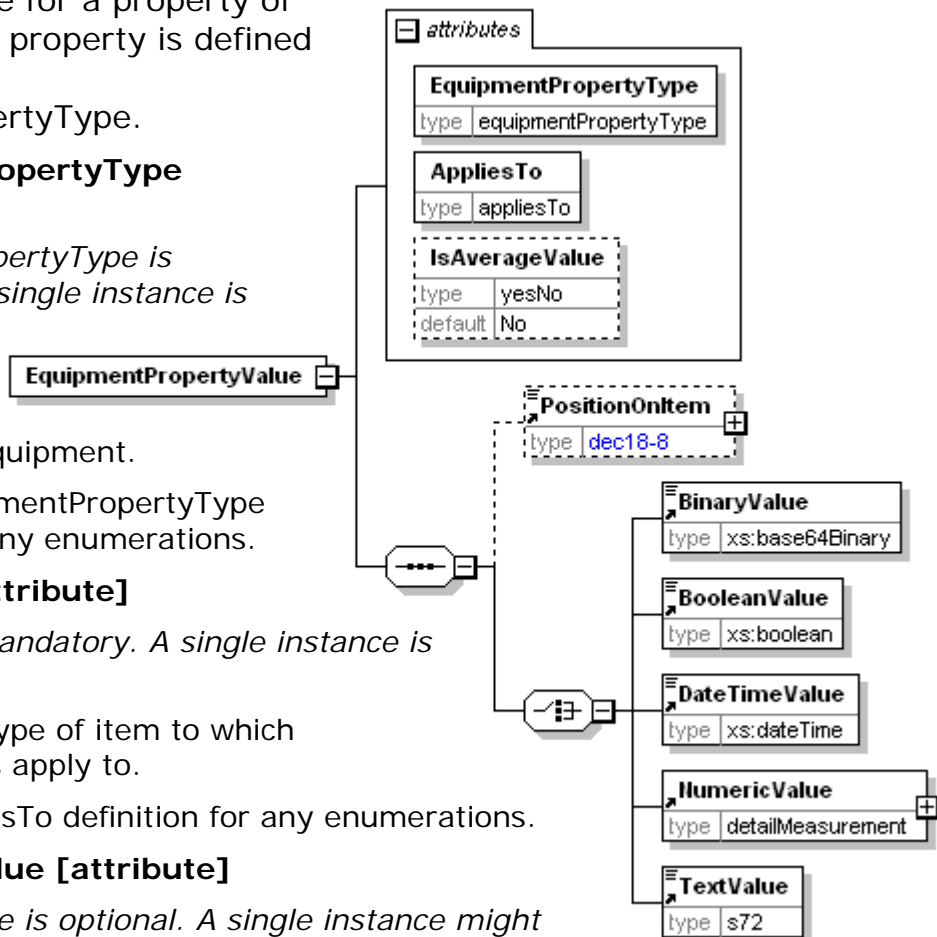 e for a property of
property is defined
ertyType.
opertyType
pertyType is
single instance is
quipment.
mentPropertyType
ny enumerations.
ttribute]
andatory. A single instance is
ype of item to which
s apply to.
sTo definition for any enumerations.
lue [attribute]
e is optional. A single instance might
attributes
EquipmentPropertyType
type equipmentPropertyType
AppliesTo
type appliesTo
IsAverageValue
type yesNo
default No
EquipmentPropertyValue
PositionOnItem
type dec18-8
BinaryValue
type xs:base64Binary
BooleanValue
type xs:boolean
DateTimeValue
type xs:dateTime
NumericValue
type detailMeasurement
TextValue
type s72